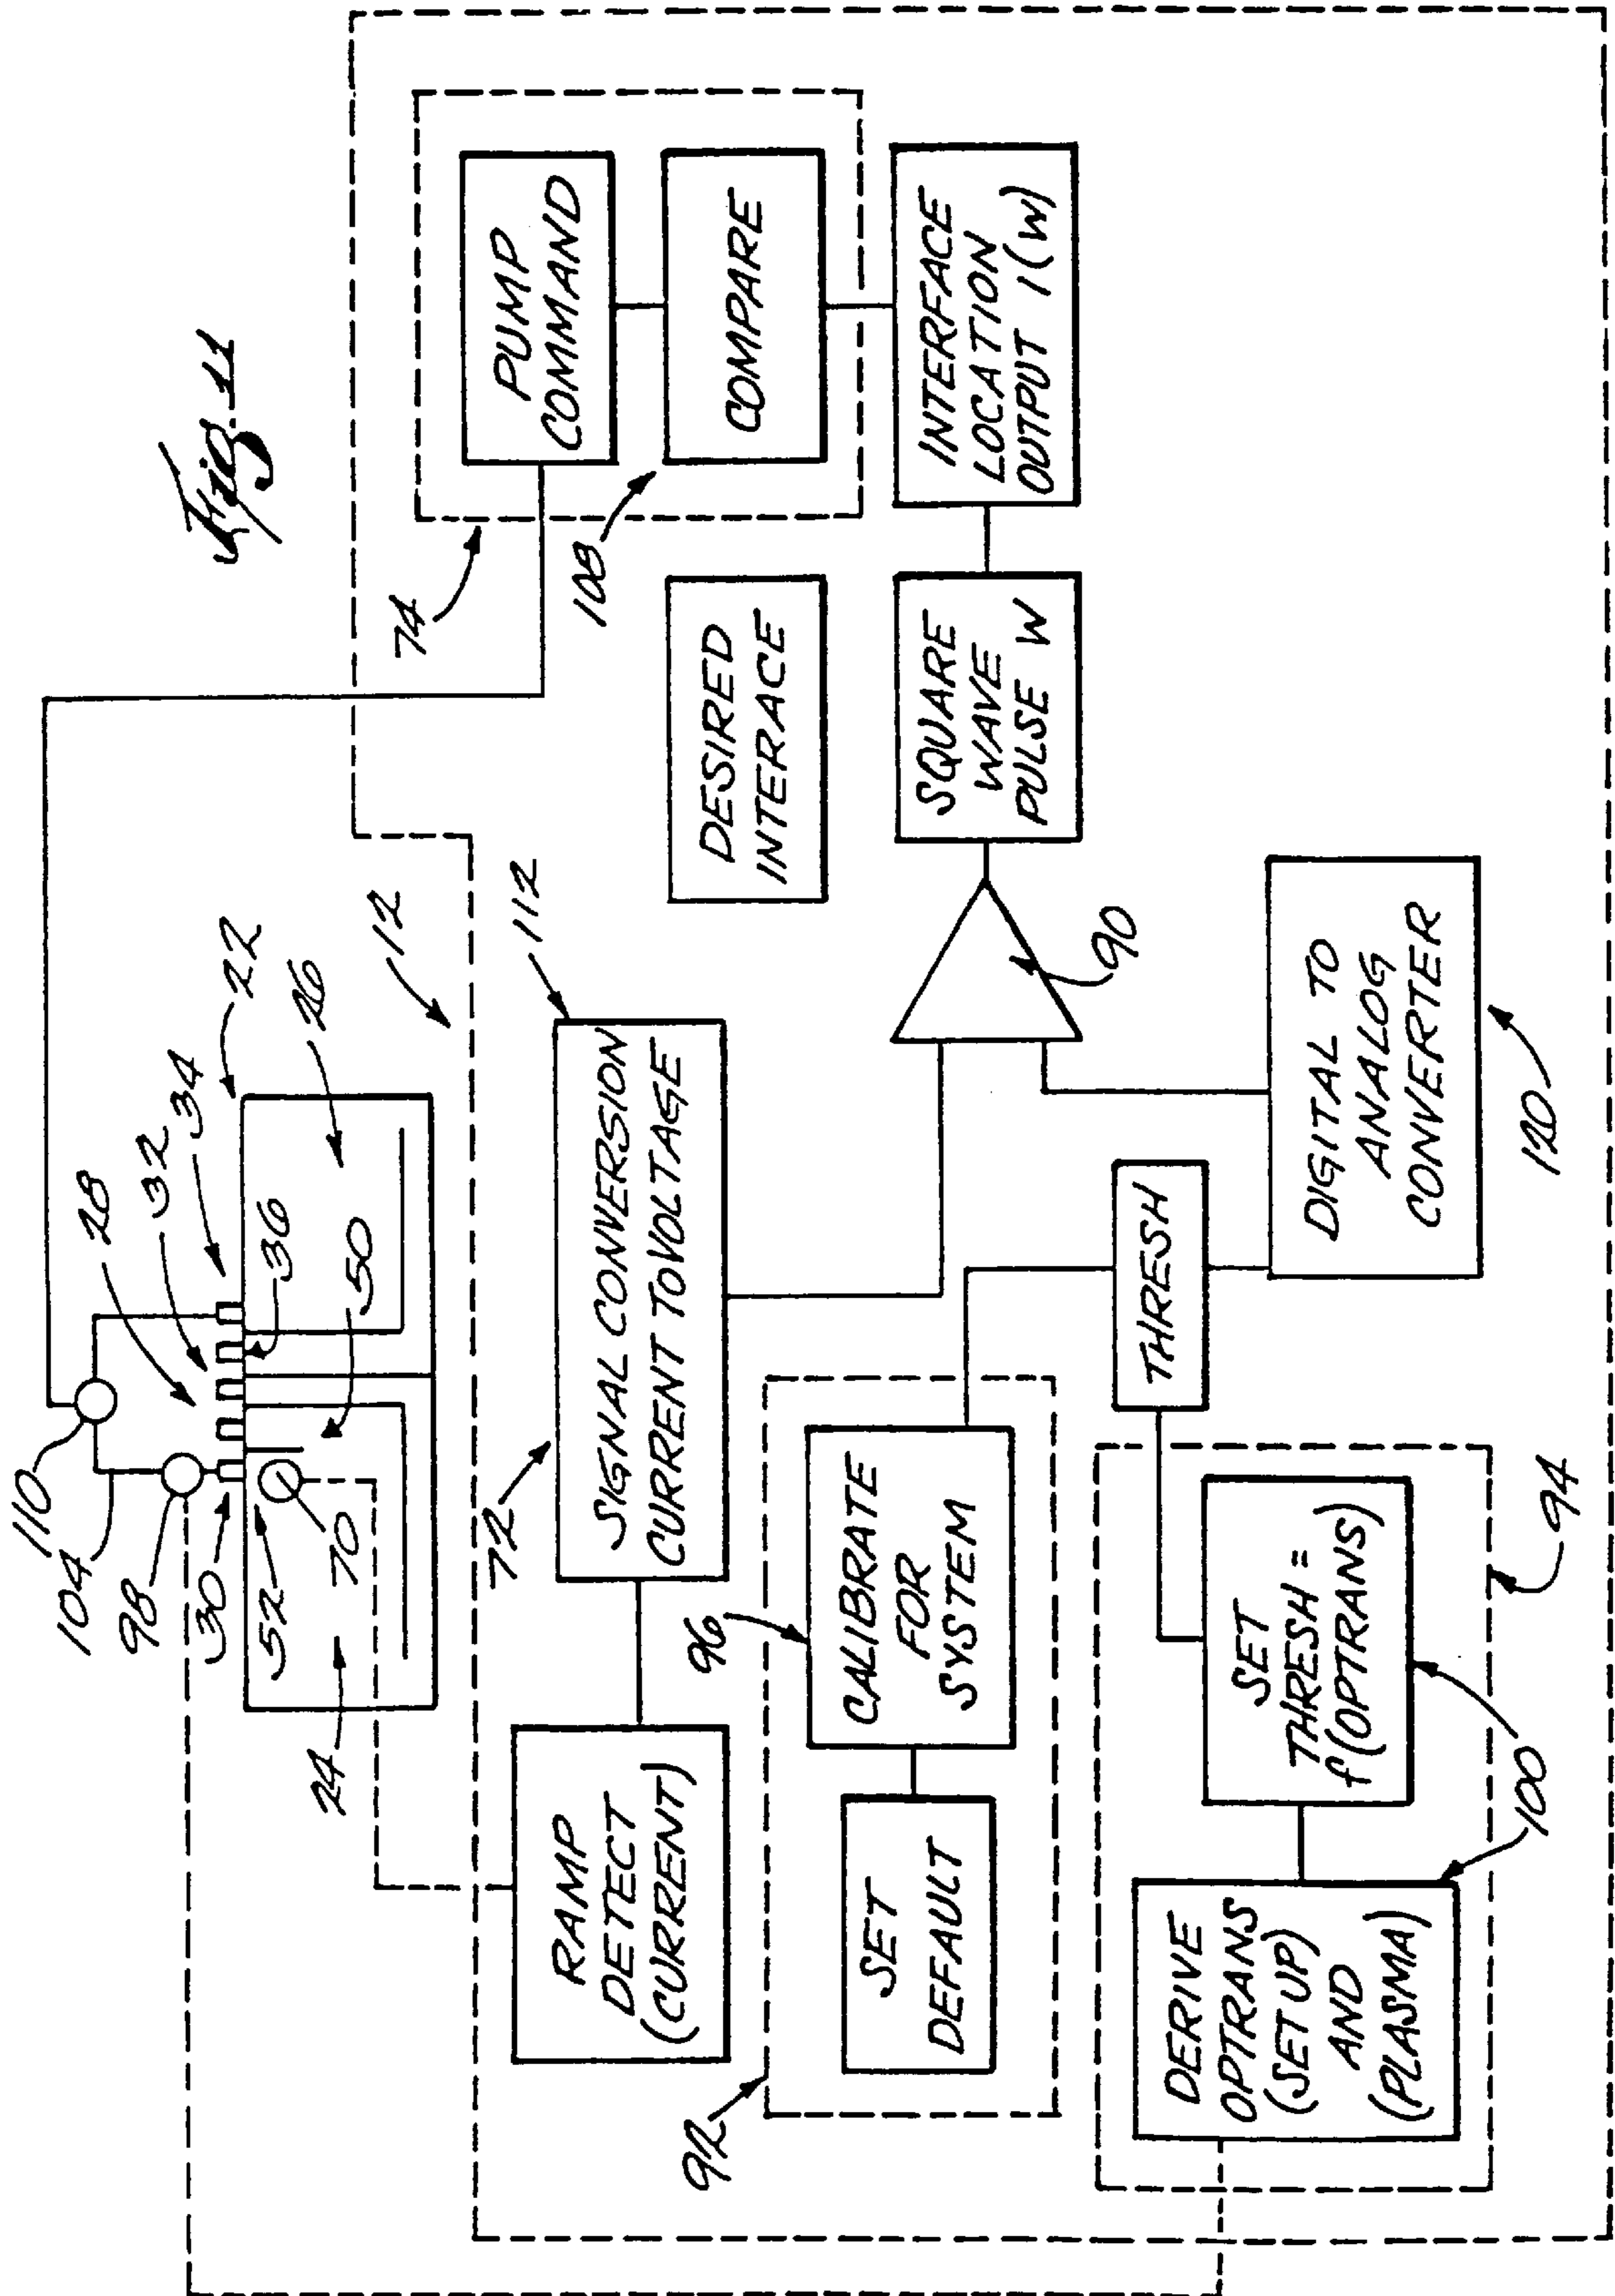 Fig. 11
110
104
98
30
52
24
70
28
32
34
36
50
22
26
12
72
112
74
108
RAMP
DETECT
(CURRENT)
SIGNAL CONVERSION
CURRENT TO VOLTAGE
PUMP
COMMAND
COMPARE
DESIRED
INTERACE
92
96
SET
DEFAULT
CALIBRATE
FOR
SYSTEM
90
SQUARE
WAVE
PULSE W
INTERFACE
LOCATION
OUTPUT 1(W)
THRESH
DERIVE
OPTRANS
(SET UP)
AND
(PLASMA)
SET
THRESH =
f(OPTRANS)
100
94
DIGITAL TO
ANALOG
CONVERTER
120